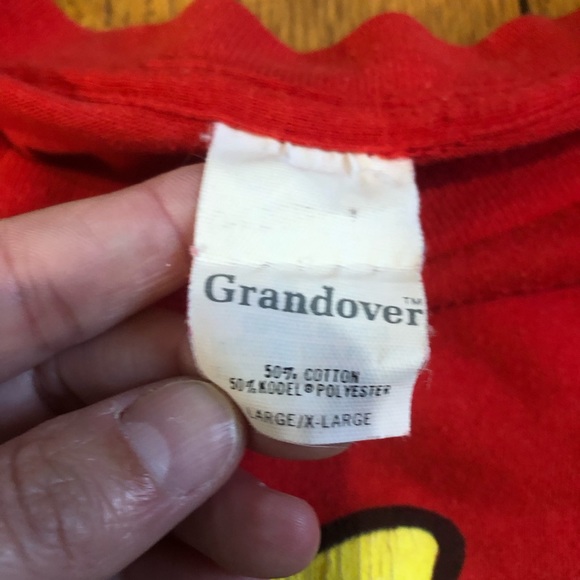 Grandover™
50% COTTON
50% KODEL® POLYESTER
LARGE/X-LARGE